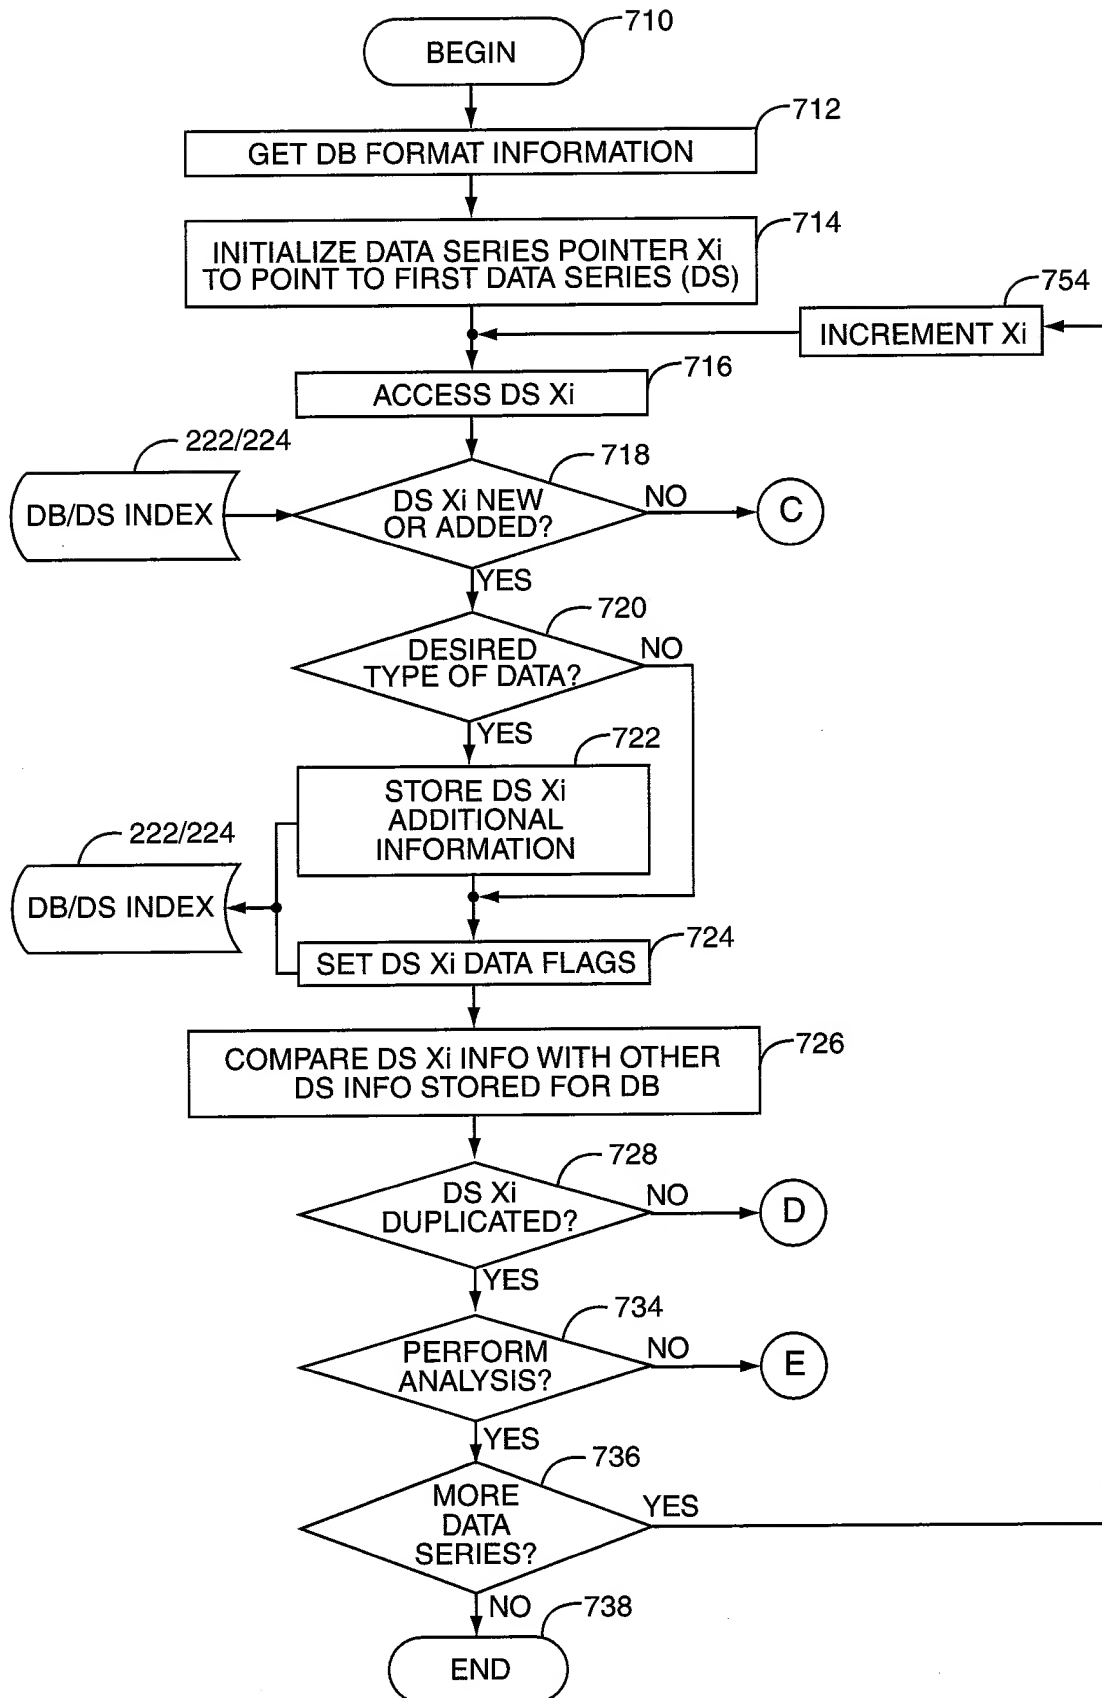 BEGIN
710
712
GET DB FORMAT INFORMATION
714
INITIALIZE DATA SERIES POINTER Xi
TO POINT TO FIRST DATA SERIES (DS)
754
INCREMENT Xi
716
ACCESS DS Xi
222/224
DB/DS INDEX
718
DS Xi NEW
OR ADDED?
NO
C
YES
720
DESIRED
TYPE OF DATA?
NO
YES
722
STORE DS Xi
ADDITIONAL
INFORMATION
222/224
DB/DS INDEX
724
SET DS Xi DATA FLAGS
726
COMPARE DS Xi INFO WITH OTHER
DS INFO STORED FOR DB
728
DS Xi
DUPLICATED?
NO
D
YES
734
PERFORM
ANALYSIS?
NO
E
YES
736
MORE
DATA
SERIES?
YES
NO
738
END